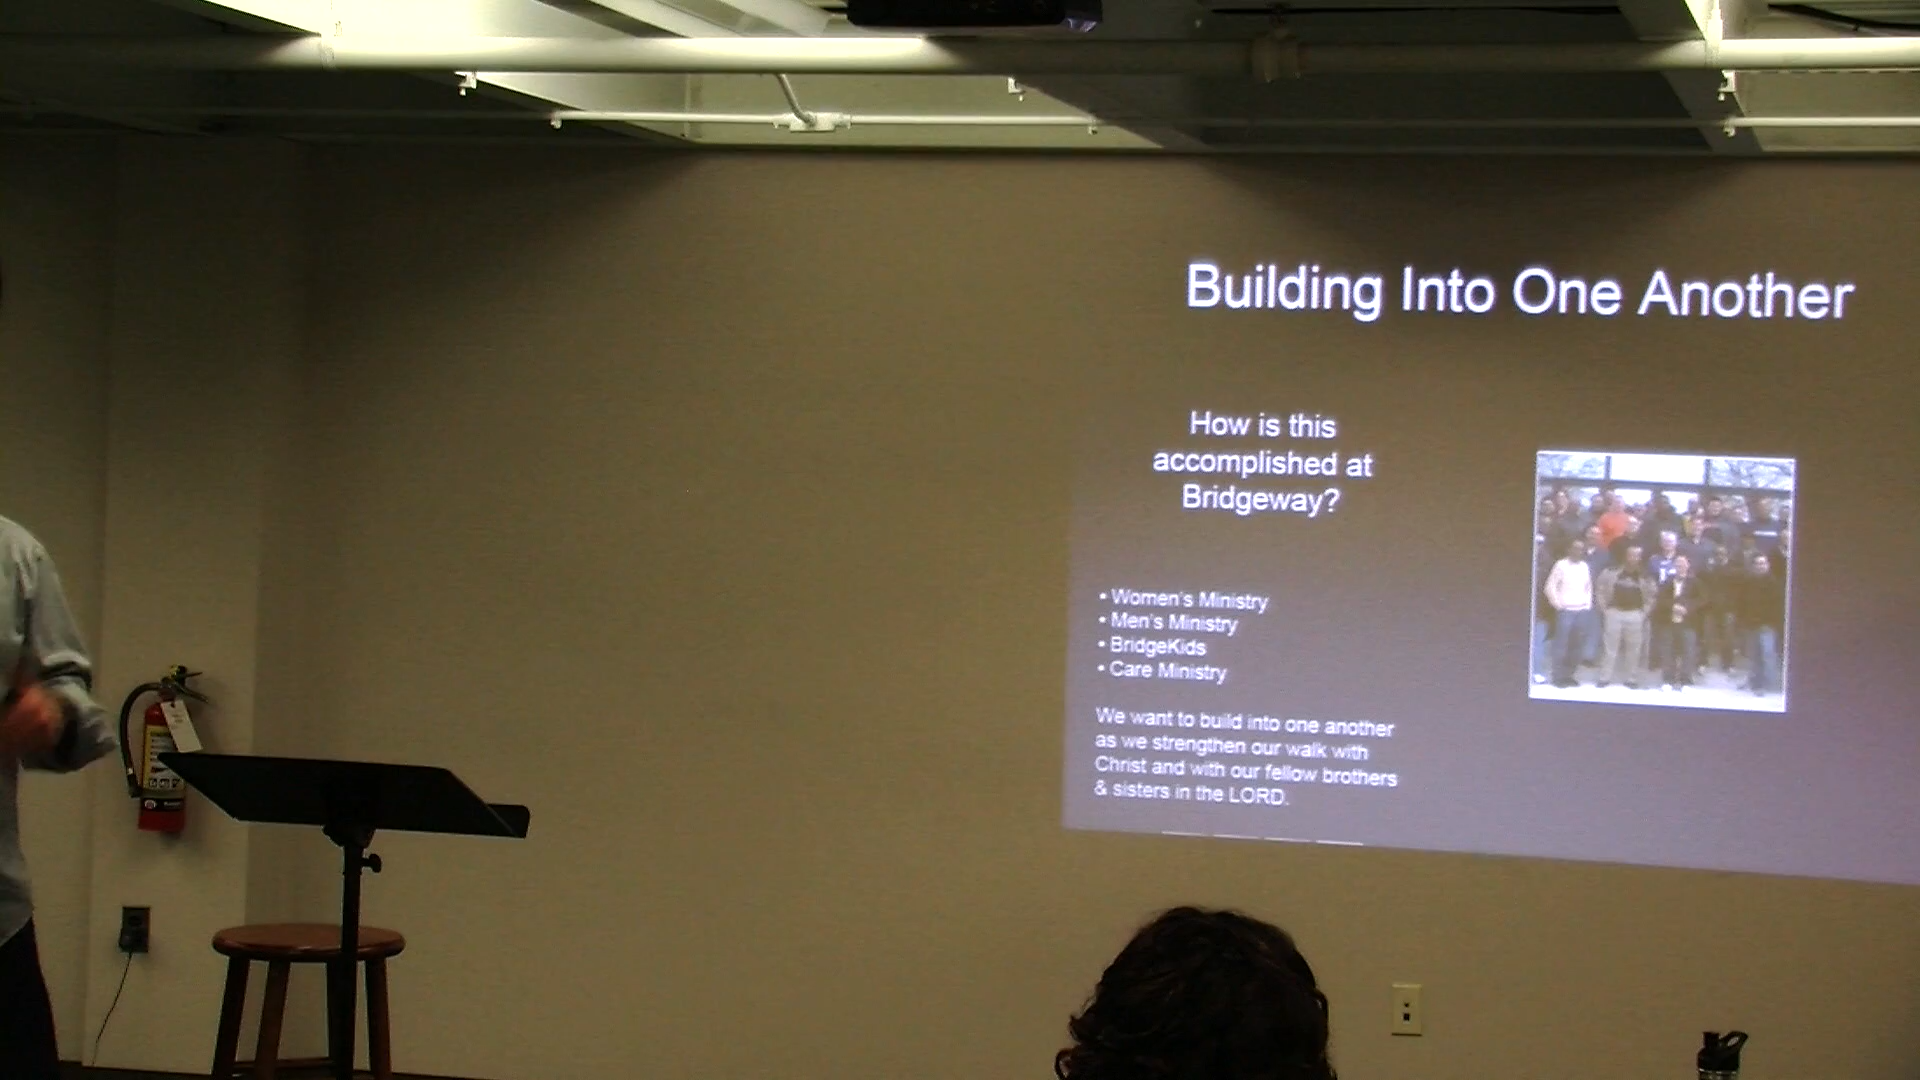 Building Into One Another
How is this
accomplished at
Bridgeway?
• Women's Ministry
• Men's Ministry
• BridgeKids
• Care Ministry
We want to build into one another
as we strengthen our walk with
Christ and with our fellow brothers
& sisters in the LORD.